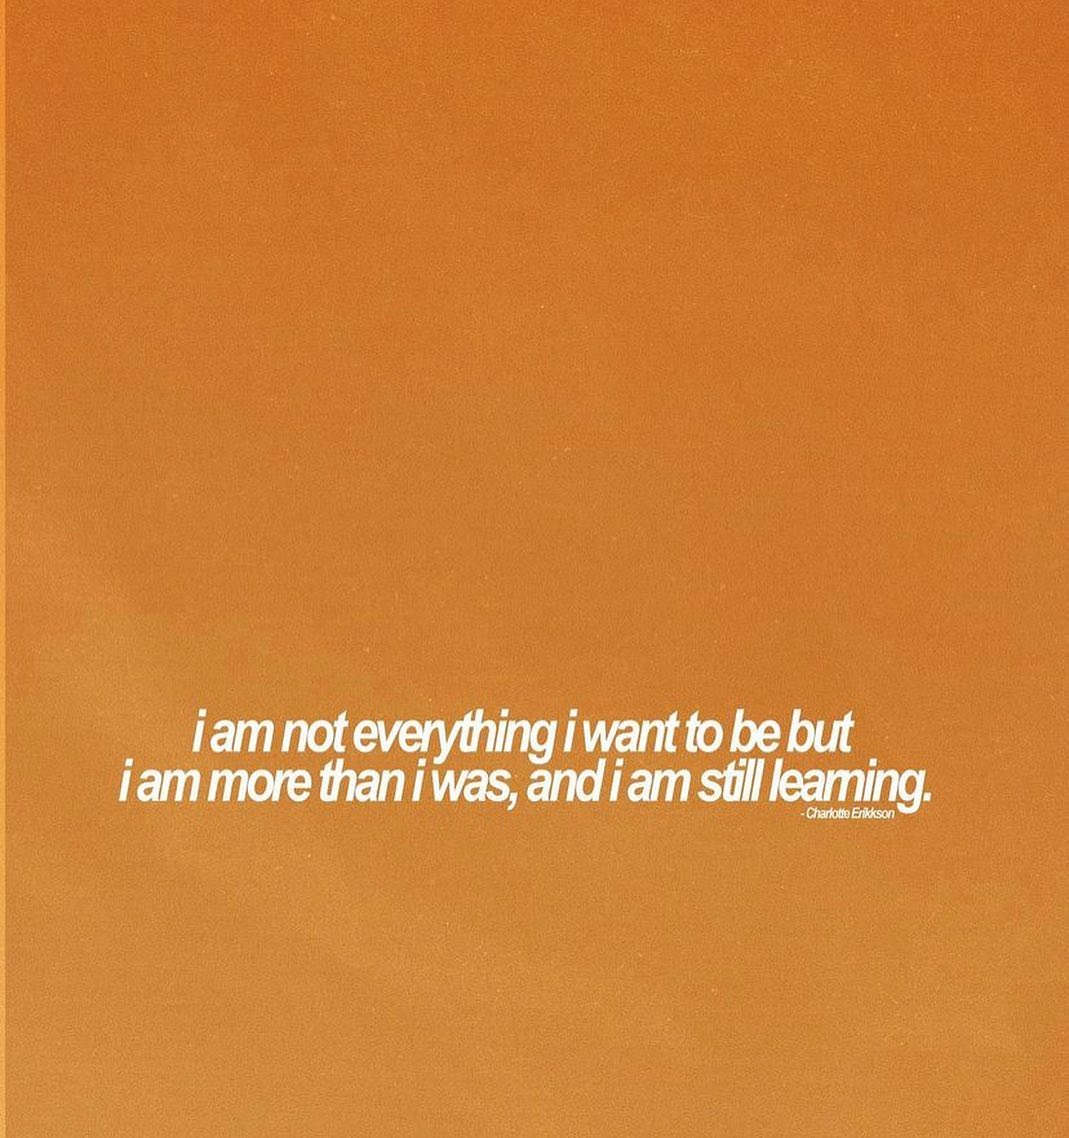 i am not everything i want to be but
i am more than i was, and i am still learning.
- Charlotte Erikkson